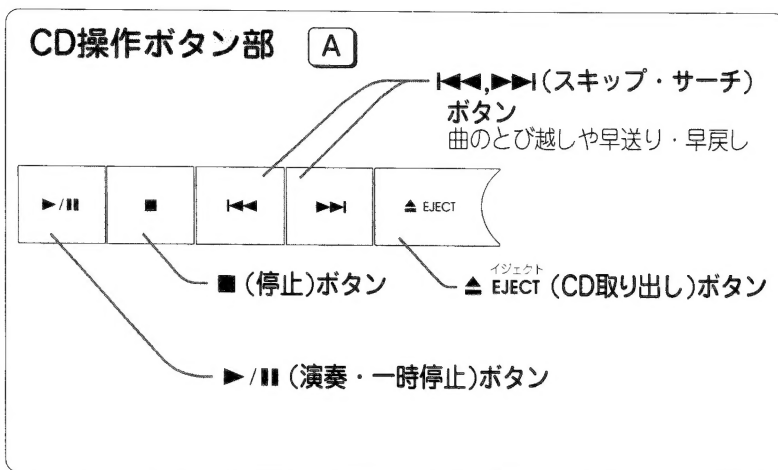 CD操作ボタン部 A
⏮,⏭(スキップ・サーチ)
ボタン
曲のとび越しや早送り・早戻し
▶/⏸ ■ ⏮ ⏭ ⏏ EJECT
■(停止)ボタン
イジェクト
⏏ EJECT (CD取り出し)ボタン
▶/⏸(演奏・一時停止)ボタン